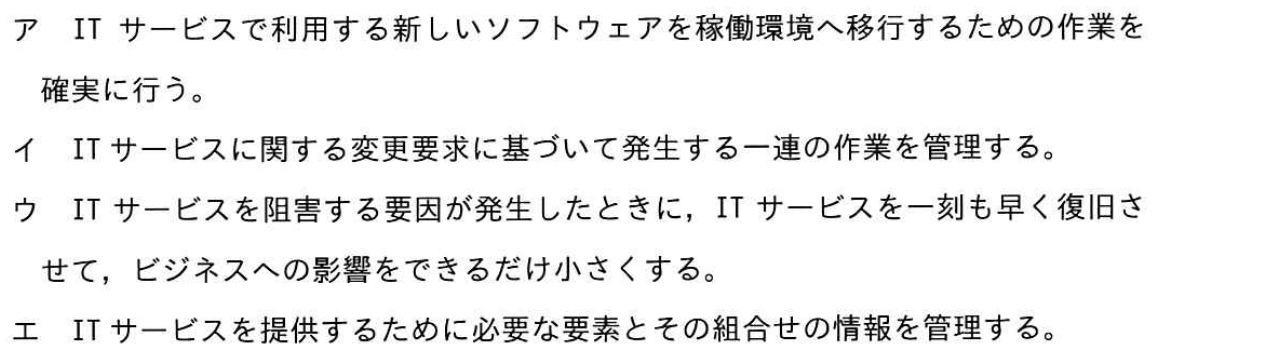 ア　IT サービスで利用する新しいソフトウェアを稼働環境へ移行するための作業を
確実に行う。
イ　IT サービスに関する変更要求に基づいて発生する一連の作業を管理する。
ウ　IT サービスを阻害する要因が発生したときに，IT サービスを一刻も早く復旧さ
せて，ビジネスへの影響をできるだけ小さくする。
エ　IT サービスを提供するために必要な要素とその組合せの情報を管理する。